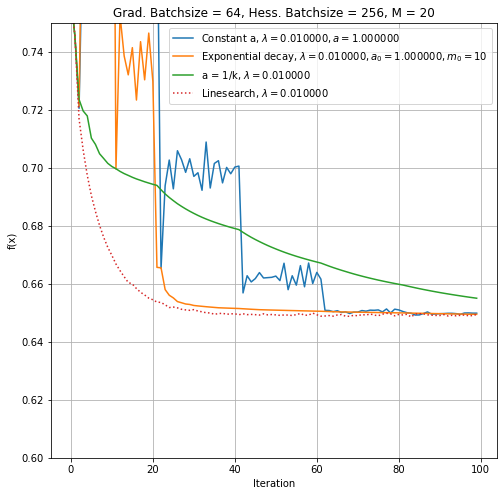 Grad. Batchsize = 64, Hess. Batchsize = 256, M = 20
Constant a, λ = 0.010000, a = 1.000000
Exponential decay, λ = 0.010000, a₀ = 1.000000, m₀ = 10
a = 1/k, λ = 0.010000
Linesearch, λ = 0.010000
0.74
0.72
0.70
0.68
0.66
0.64
0.62
0.60
f(x)
0 20 40 60 80 100
Iteration